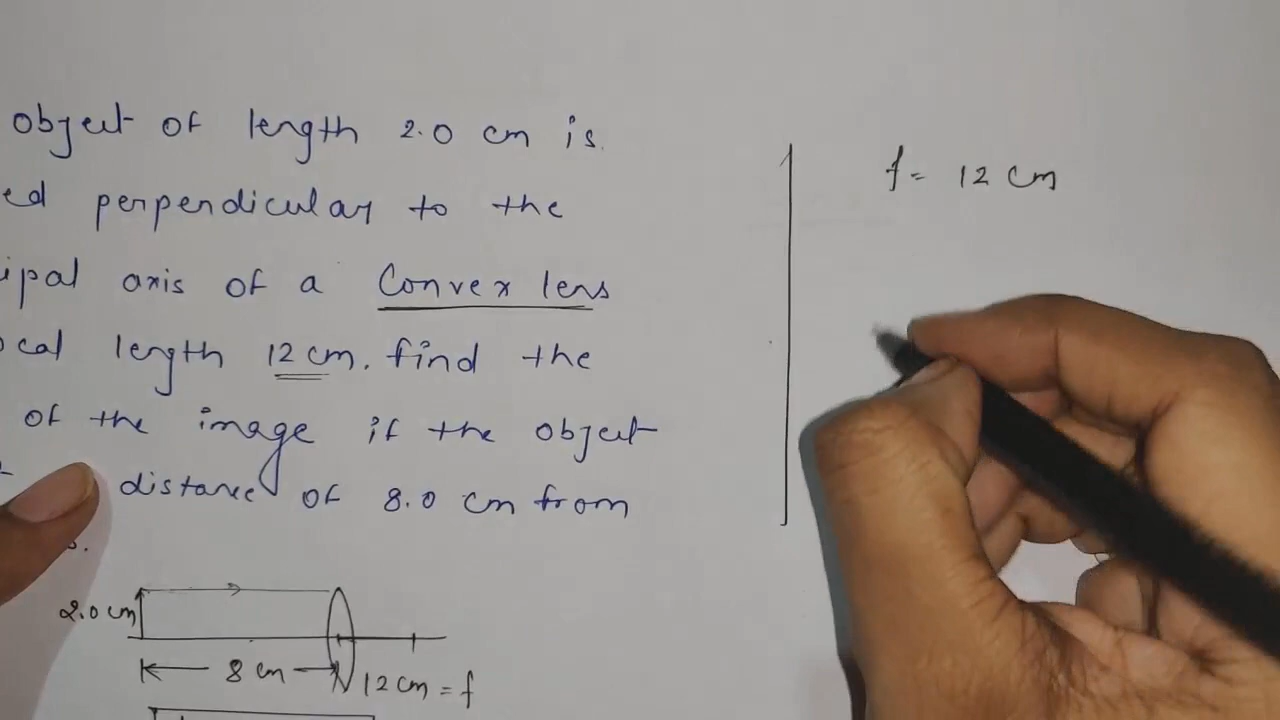 object of length 2.0 cm is
ed perpendicular to the
ipal axis of a Convex lens
ocal length 12 cm. find the
of the image if the object
distance of 8.0 cm from
s.
f = 12 cm
2.0 cm
8 cm
12 cm = f